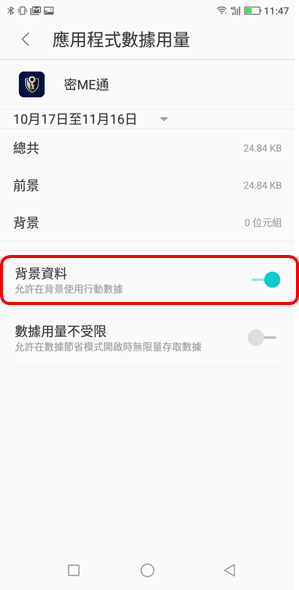 11:47
應用程式數據用量
密ME通
10月17日至11月16日
總共 24.84 KB
前景 24.84 KB
背景 0 位元組
背景資料
允許在背景使用行動數據
數據用量不受限
允許在數據節省模式開啟時無限量存取數據